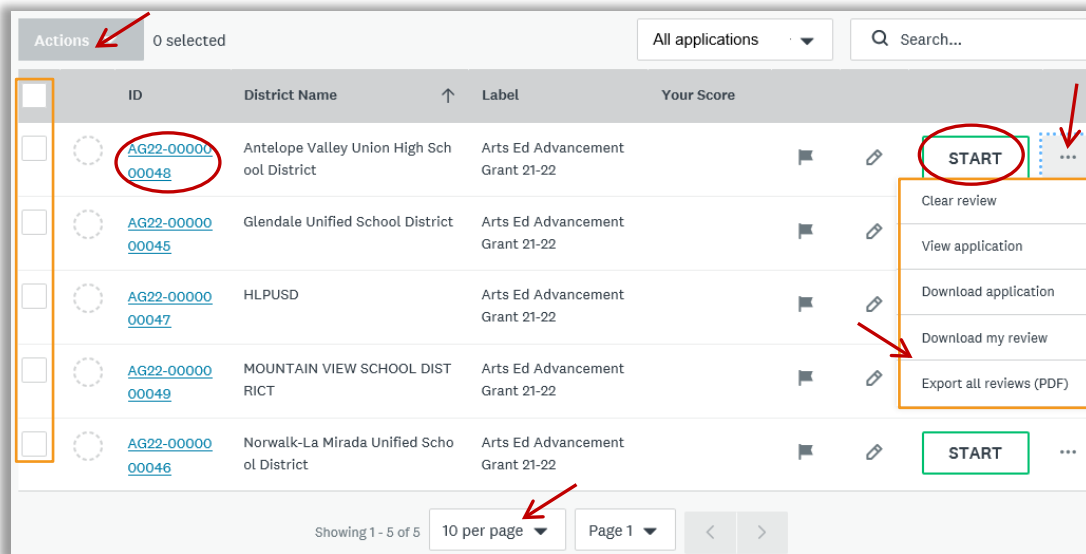 Actions 0 selected All applications Search...
ID District Name Label Your Score
AG22-00000 Antelope Valley Union High Sch Arts Ed Advancement START ...
00048 ool District Grant 21-22
Clear review
AG22-00000 Glendale Unified School District Arts Ed Advancement
00045 Grant 21-22
View application
AG22-00000 HLPUSD Arts Ed Advancement
00047 Grant 21-22
Download application
Download my review
AG22-00000 MOUNTAIN VIEW SCHOOL DIST Arts Ed Advancement
00049 RICT Grant 21-22
Export all reviews (PDF)
AG22-00000 Norwalk-La Mirada Unified Scho Arts Ed Advancement START ...
00046 ol District Grant 21-22
Showing 1 - 5 of 5 10 per page Page 1 < >